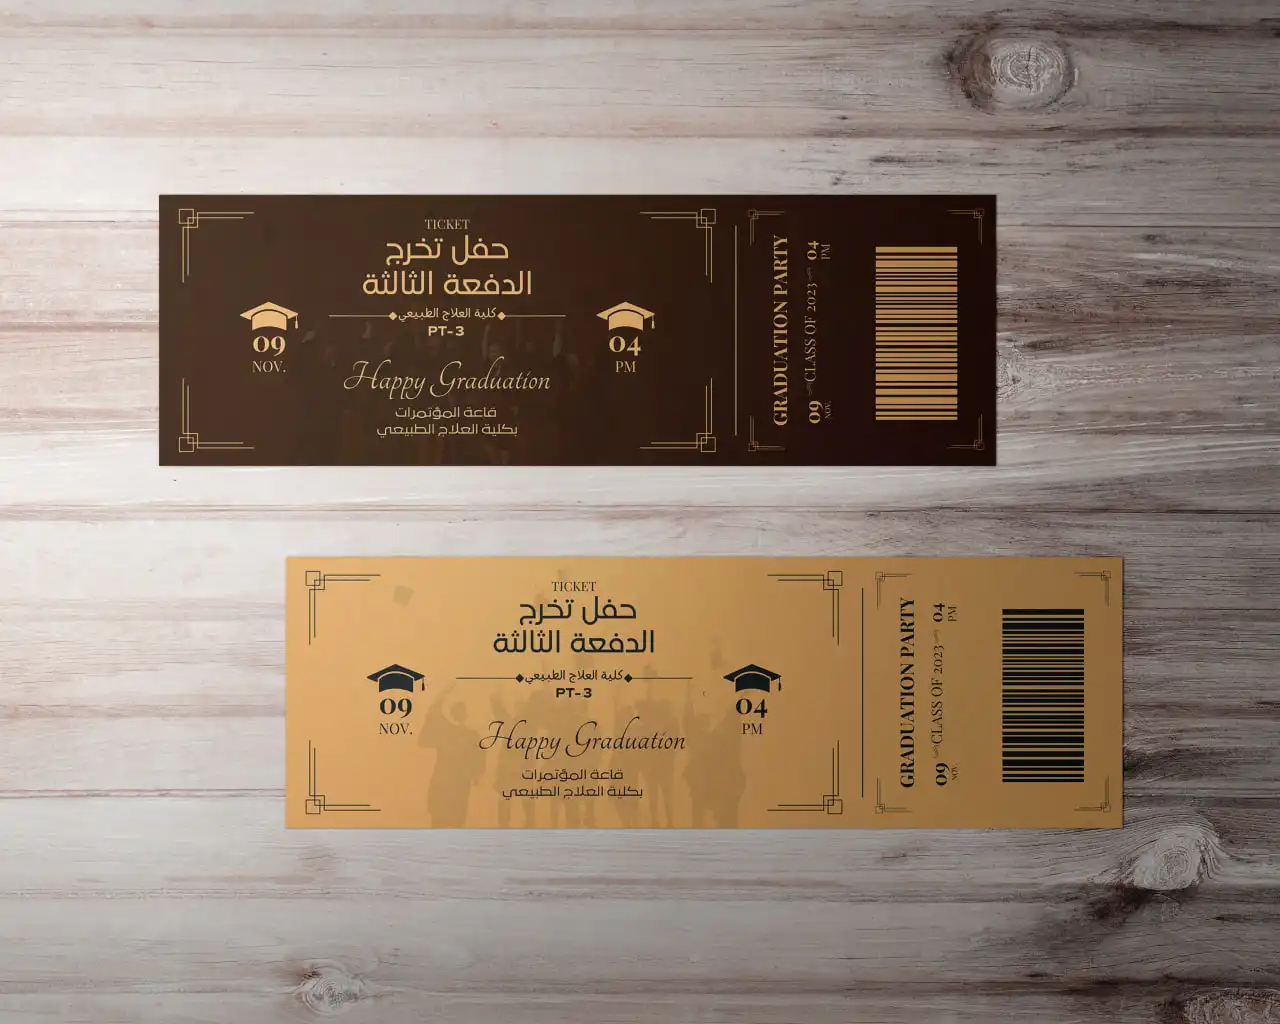 TICKET
حفل تخرج
الدفعة الثالثة
كلية العلاج الطبيعي
PT-3
09
NOV.
04
PM
Happy Graduation
قاعة المؤتمرات
بكلية العلاج الطبيعي
GRADUATION PARTY
09 CLASS OF 2023 04
NOV. PM
TICKET
حفل تخرج
الدفعة الثالثة
كلية العلاج الطبيعي
PT-3
09
NOV.
04
PM
Happy Graduation
قاعة المؤتمرات
بكلية العلاج الطبيعي
GRADUATION PARTY
09 CLASS OF 2023 04
NOV. PM